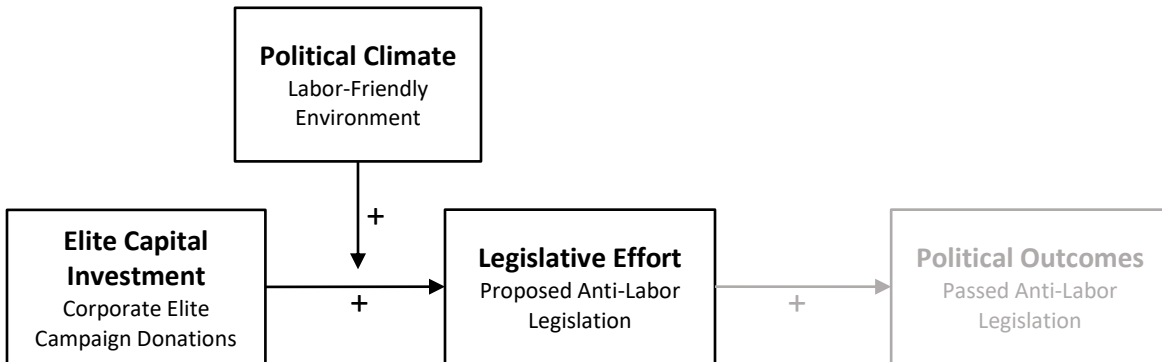 Political Climate
Labor-Friendly
Environment
+
Elite Capital
Investment
Corporate Elite
Campaign Donations
+
Legislative Effort
Proposed Anti-Labor
Legislation
+
Political Outcomes
Passed Anti-Labor
Legislation